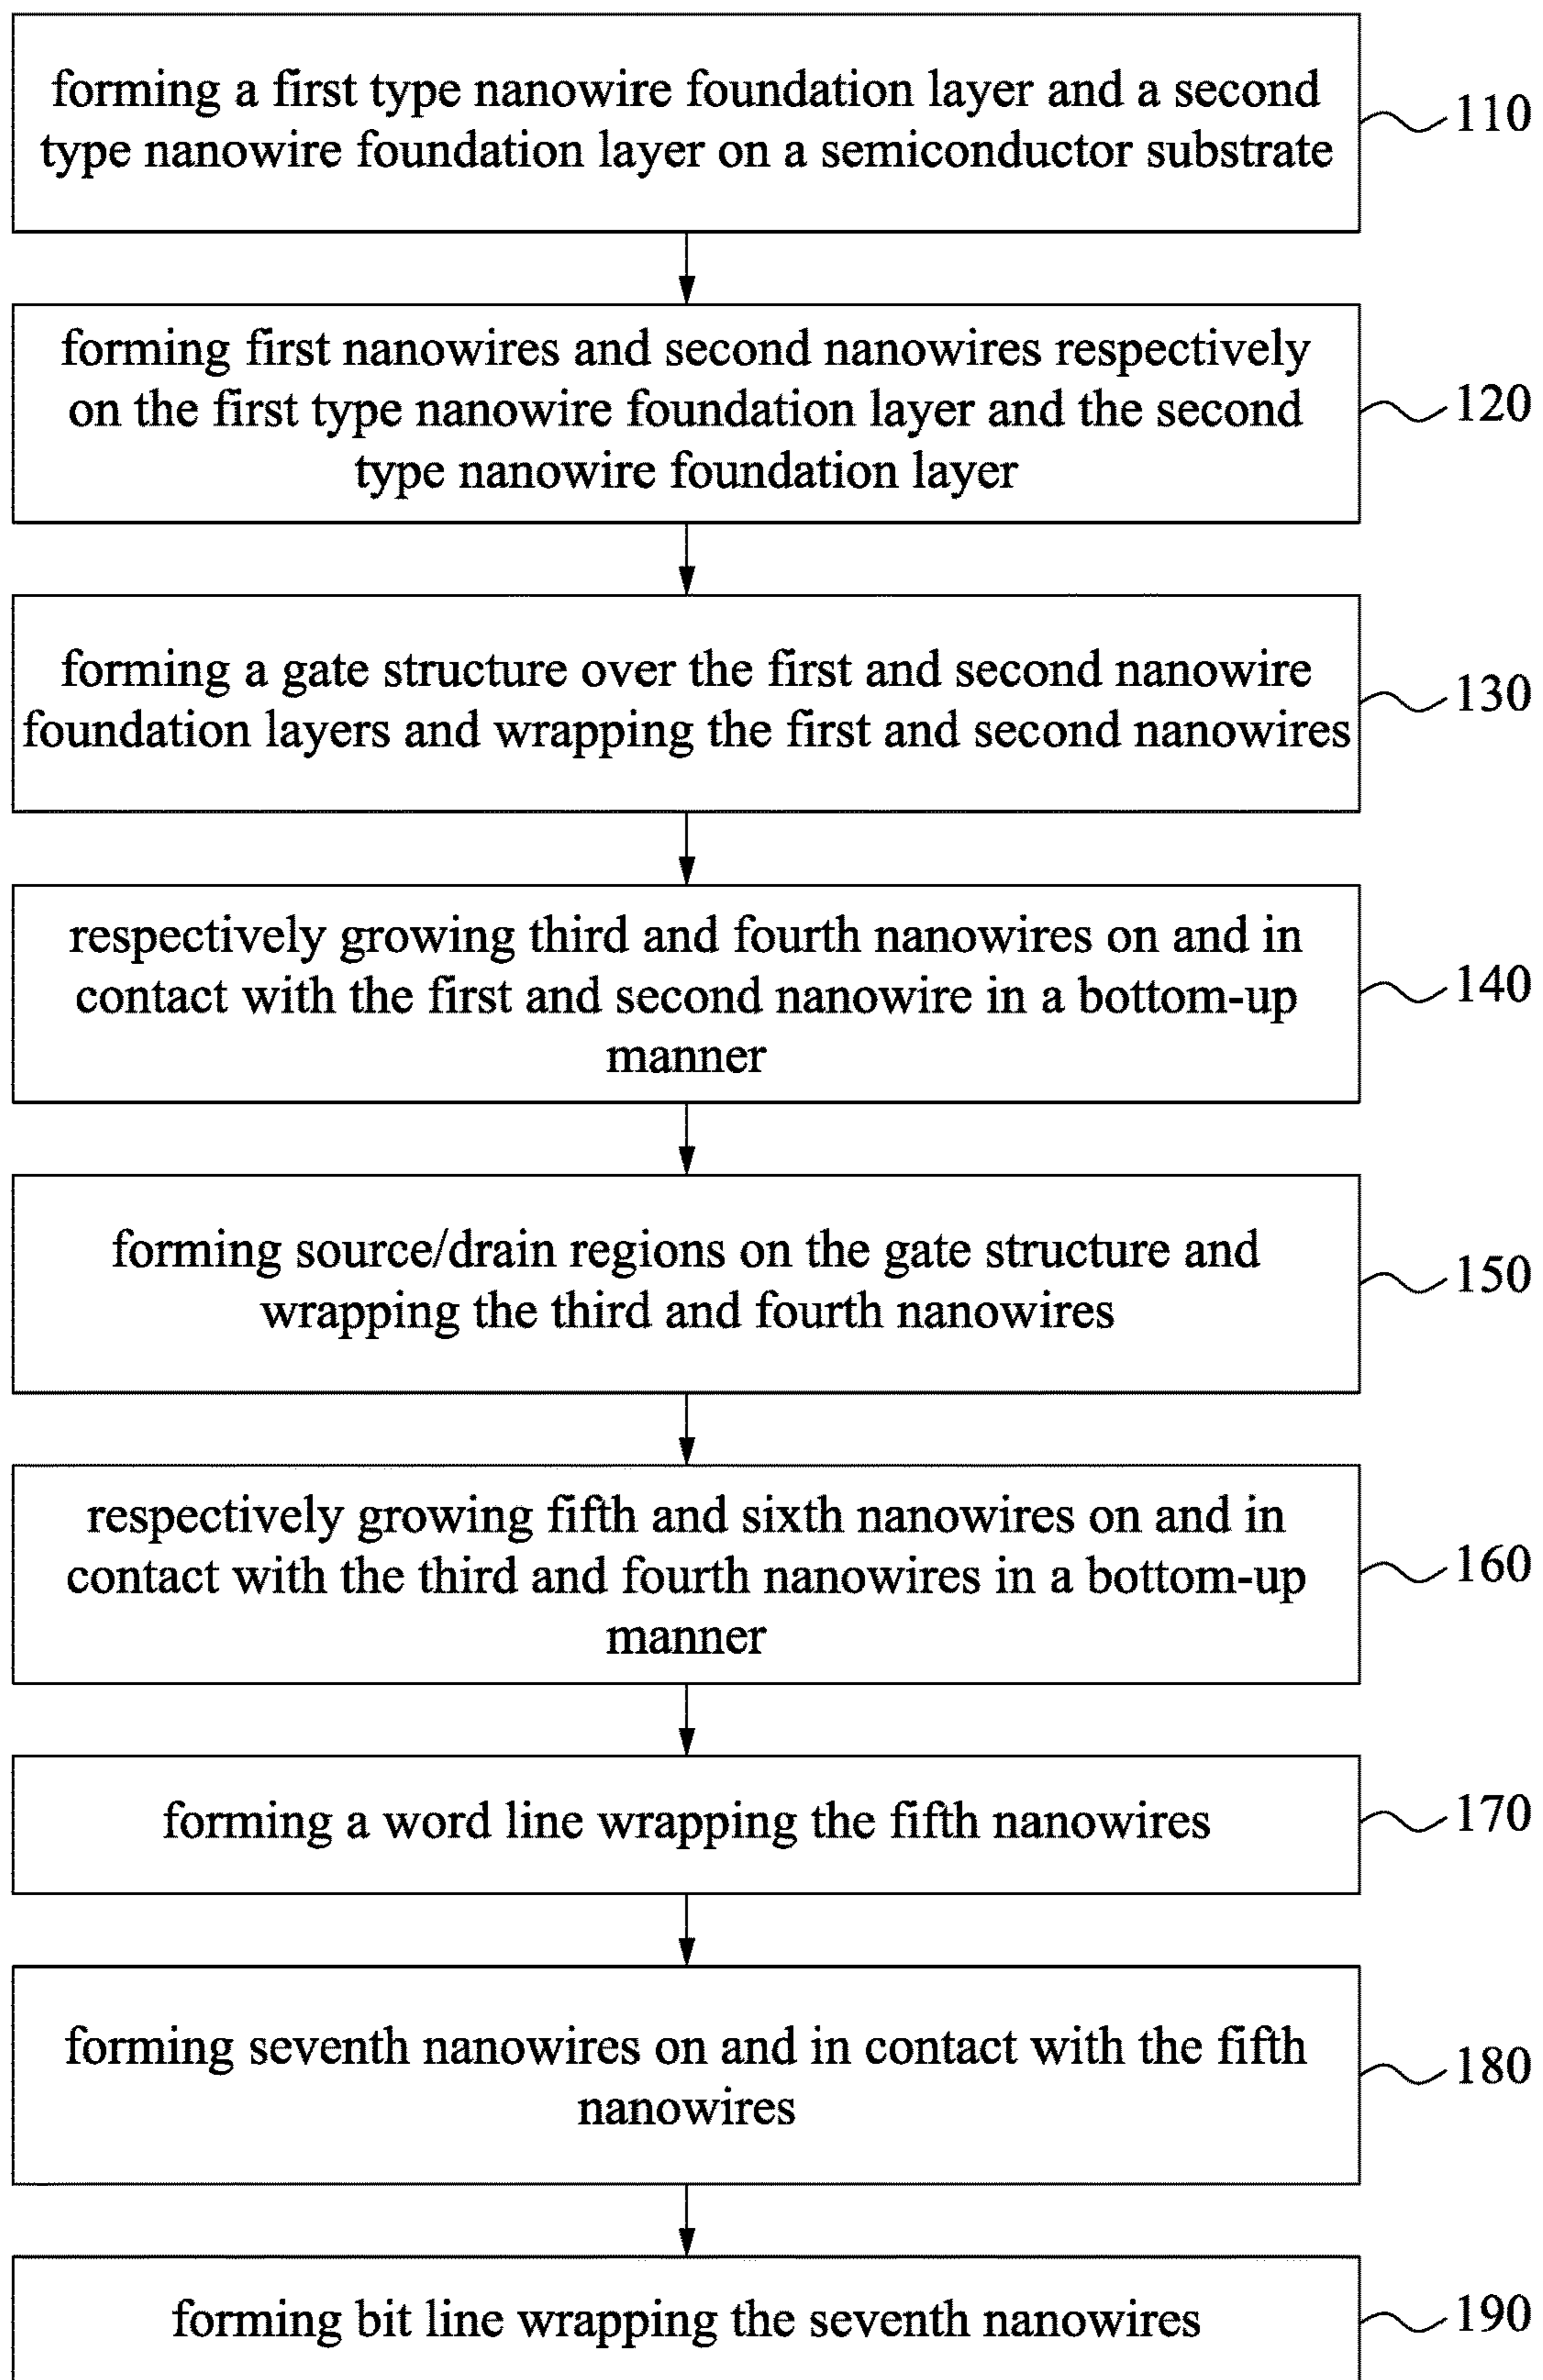 forming a first type nanowire foundation layer and a second
type nanowire foundation layer on a semiconductor substrate
110
forming first nanowires and second nanowires respectively
on the first type nanowire foundation layer and the second
type nanowire foundation layer
120
forming a gate structure over the first and second nanowire
foundation layers and wrapping the first and second nanowires
130
respectively growing third and fourth nanowires on and in
contact with the first and second nanowire in a bottom-up
manner
140
forming source/drain regions on the gate structure and
wrapping the third and fourth nanowires
150
respectively growing fifth and sixth nanowires on and in
contact with the third and fourth nanowires in a bottom-up
manner
160
forming a word line wrapping the fifth nanowires
170
forming seventh nanowires on and in contact with the fifth
nanowires
180
forming bit line wrapping the seventh nanowires
190